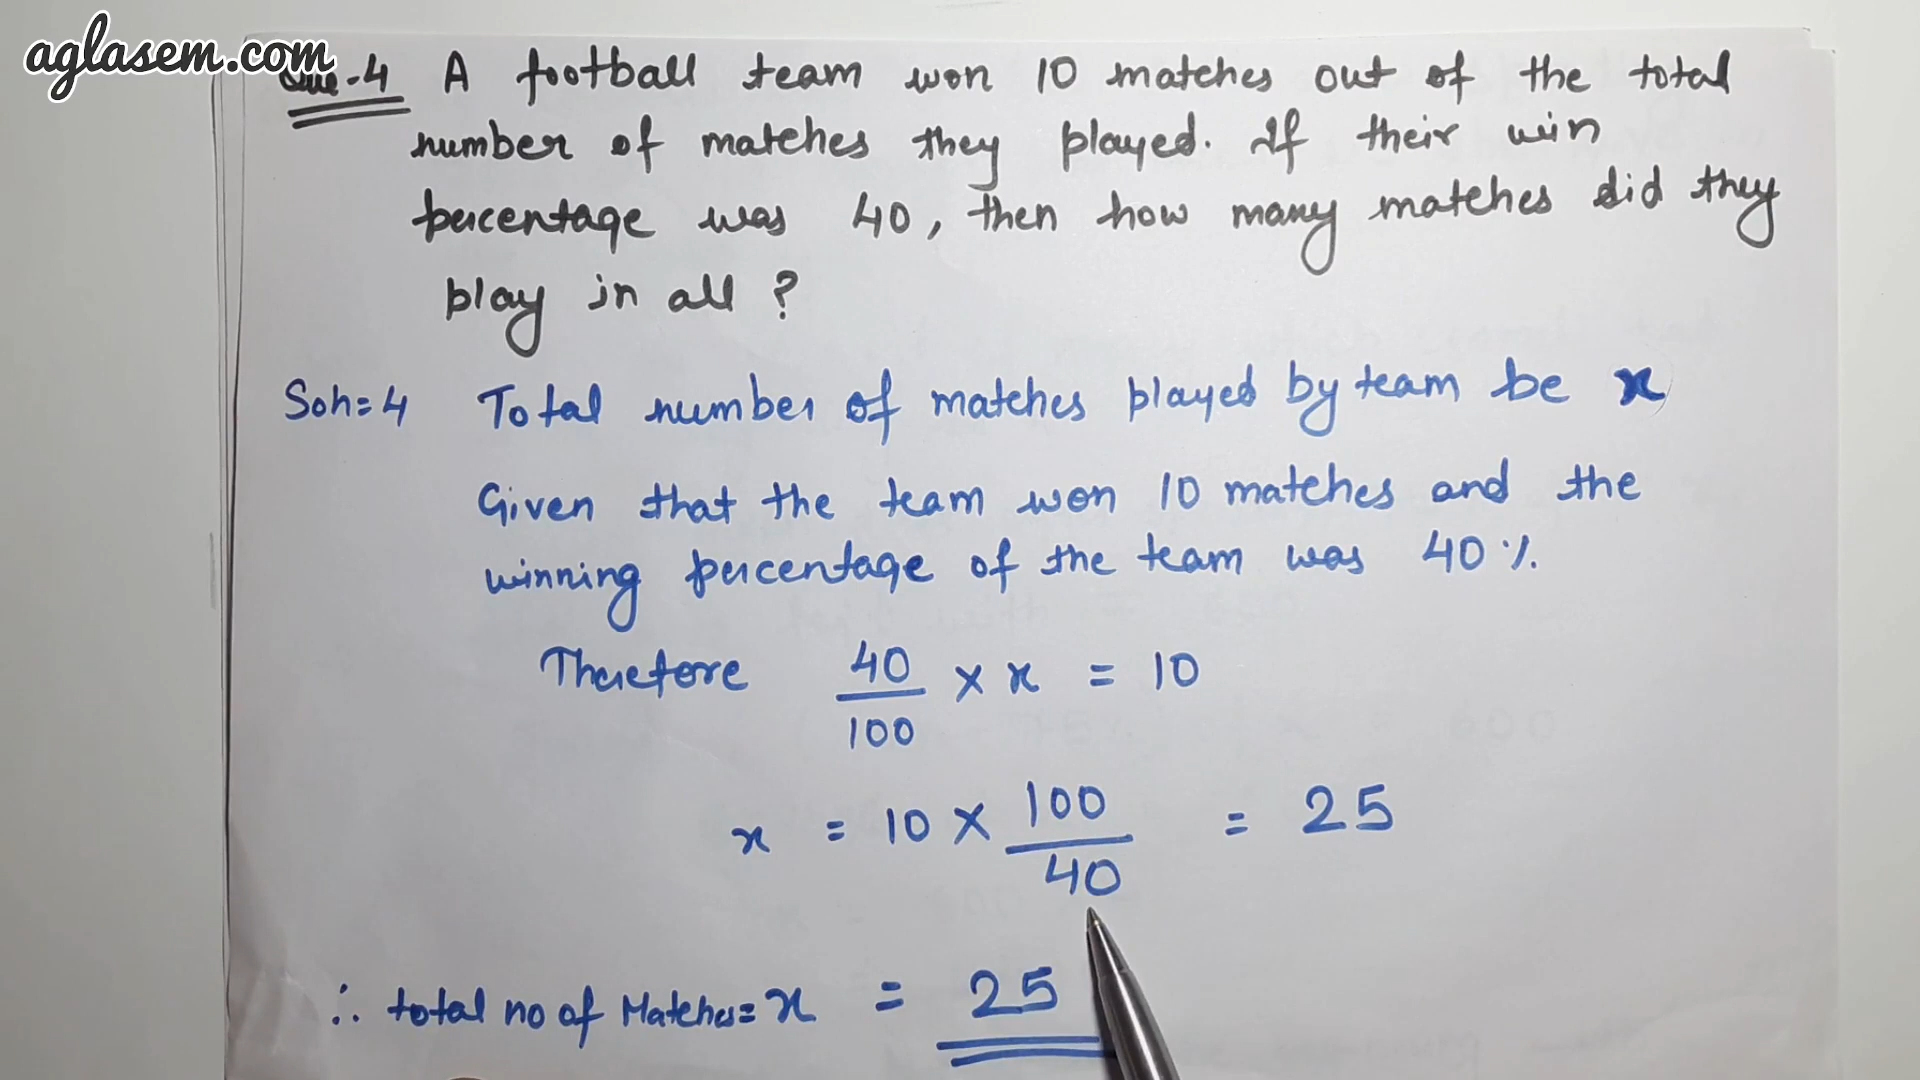 aglasem.com
Que-4 A football team won 10 matches out of the total
number of matches they played. If their win
percentage was 40, then how many matches did they
play in all ?
Soln=4 Total number of matches played by team be x
Given that the team won 10 matches and the
winning percentage of the team was 40 %.
Therefore 40/100 × x = 10
x = 10 × 100/40 = 25
∴ total no of Matches = x = 25